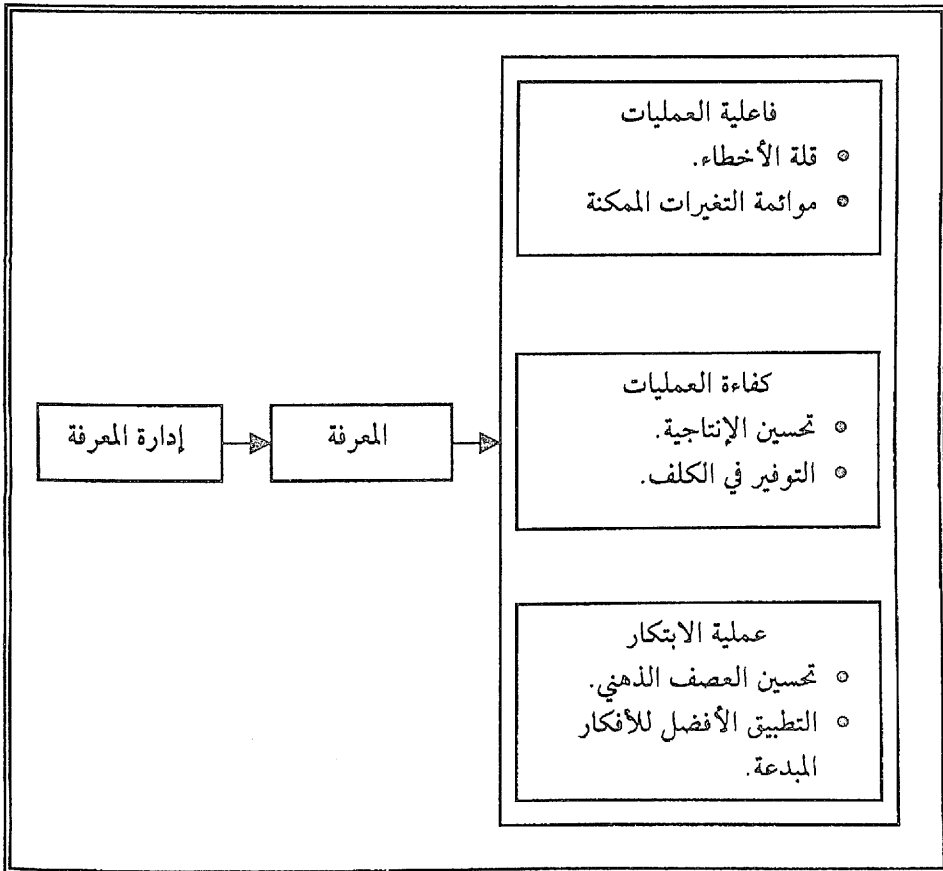 فاعلية العمليات
قلة الأخطاء.
موائمة التغيرات الممكنة
كفاءة العمليات
تحسين الإنتاجية.
التوفير في الكلف.
إدارة المعرفة
المعرفة
عملية الابتكار
تحسين العصف الذهني.
التطبيق الأفضل للأفكار
المبدعة.